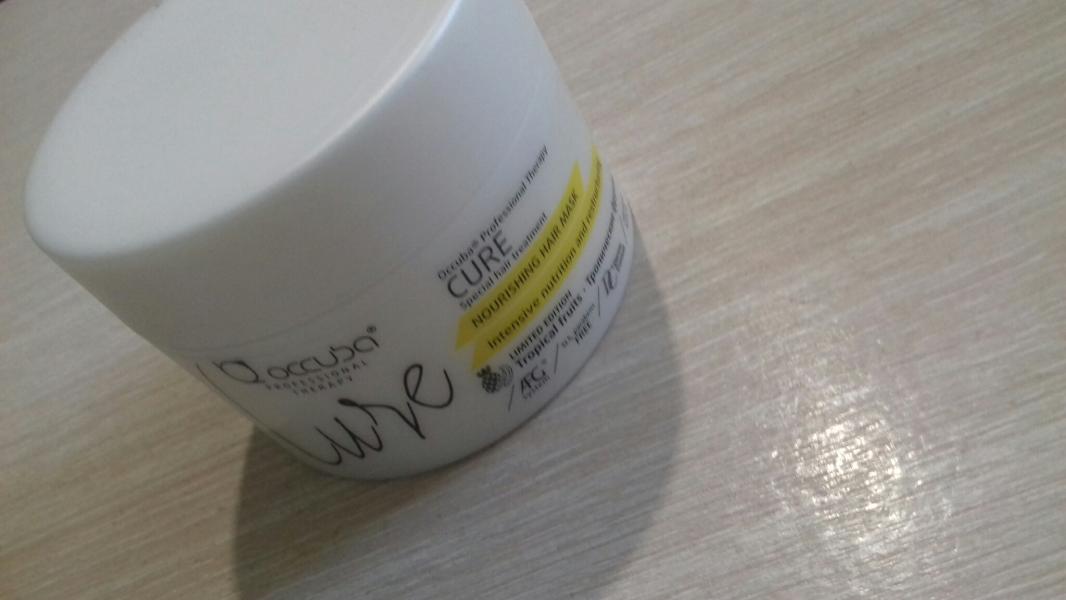 occuba®
PROFESSIONAL
THERAPY
Occuba® Professional Therapy
CURE
Special hair treatment
NOURISHING HAIR MASK
Intensive nutrition and
LIMITED EDITION
Tropical fruits •
FREE